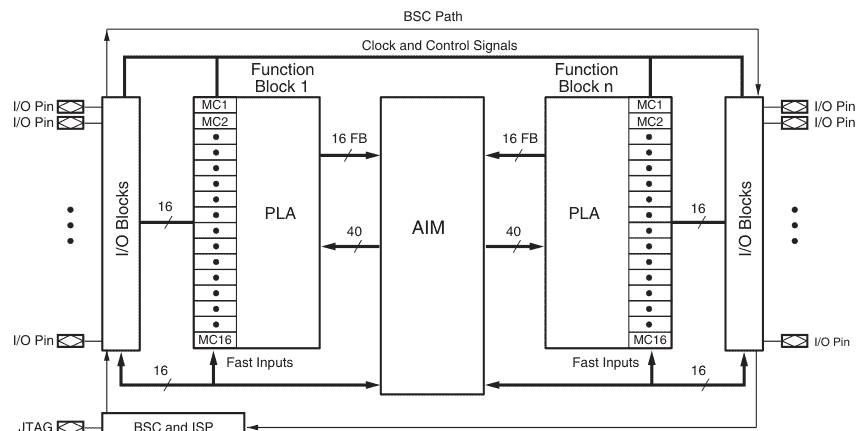 BSC Path
Clock and Control Signals
Function
Block 1
Function
Block n
I/O Pin
MC1
MC1
I/O Pin
I/O Pin
MC2
MC2
I/O Pin
16 FB
16 FB
I/O Blocks
16
PLA
AIM
PLA
16
I/O Blocks
40
40
I/O Pin
MC16
MC16
I/O Pin
Fast Inputs
Fast Inputs
16
16
JTAG
BSC and ISP